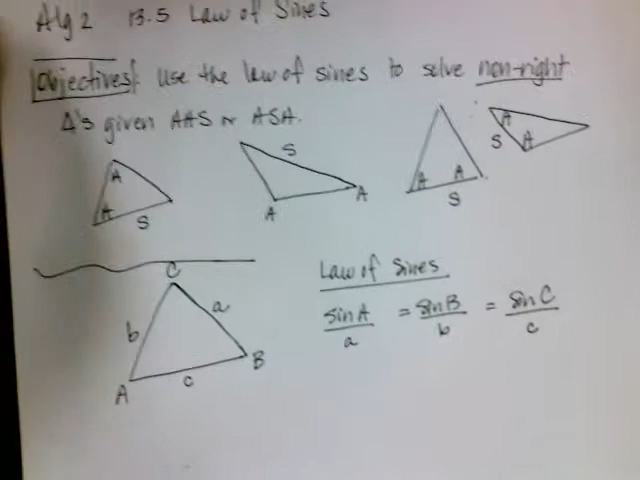 Alg 2 13.5 Law of Sines
Objectives: Use the law of sines to solve non-right
Δ's given AAS or ASA.
A
A
S
S
A
A
A
A
S
A
S
A
C
b
a
A
c
B
Law of Sines
sin A / a = sin B / b = sin C / c